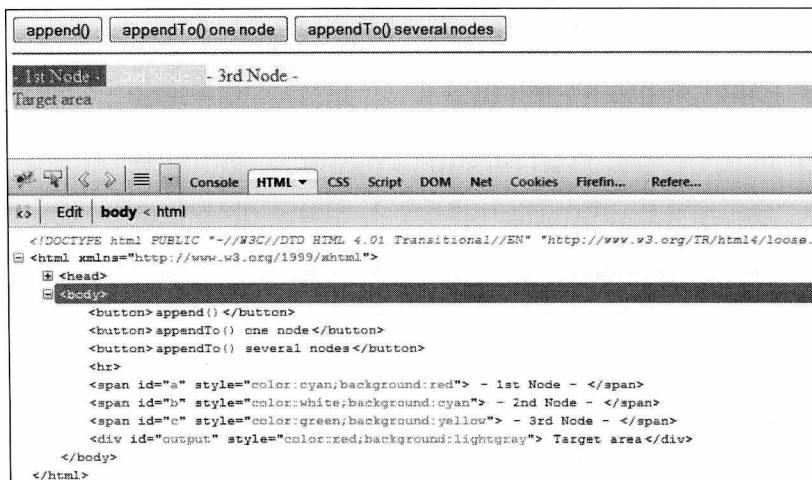 append() appendTo() one node appendTo() several nodes
- 1st Node - - 2nd Node - - 3rd Node -
Target area
Console HTML CSS Script DOM Net Cookies Firefin... Refere...
Edit body < html
<!DOCTYPE html PUBLIC "-//W3C//DTD HTML 4.01 Transitional//EN" "http://www.w3.org/TR/html4/loose.
<html xmlns="http://www.w3.org/1999/xhtml">
<head>
<body>
<button>append()</button>
<button>appendTo() one node</button>
<button>appendTo() several nodes</button>
<hr>
<span id="a" style="color:cyan;background:red"> - 1st Node - </span>
<span id="b" style="color:white;background:cyan"> - 2nd Node - </span>
<span id="c" style="color:green;background:yellow"> - 3rd Node - </span>
<div id="output" style="color:red;background:lightgray"> Target area</div>
</body>
</html>